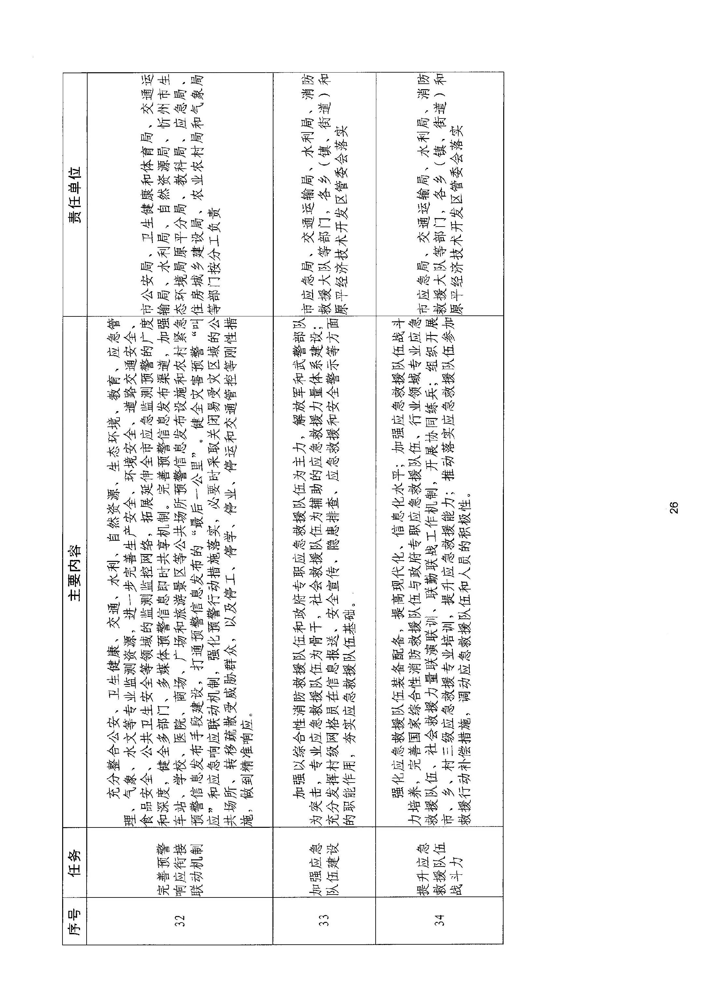 序号
任务
主要内容
责任单位
32
完善预警
响应衔接
联动机制
充分整合公安、卫生健康、交通、水利、自然资源、生态环境、教育、应急管
理、气象、水文等专业监测资源，进一步完善生产安全、环境安全、道路交通安全、
食品安全、公共卫生安全等领域的监测监控网络，拓展延伸全市应急监测预警的广度
和深度，健全多部门、多媒体预警信息即时共享机制。完善预警信息发布渠道，加强
车站、学校、医院、商场、广场和旅游景区等公共场所预警信息发布设施和农村紧急
预警信息发布手段建设，打通预警信息发布的“最后一公里”。健全灾害预警“叫
应”和应急响应联动机制，强化预警行动措施落实，必要时采取关闭易受灾区域的公
共场所、转移疏散受威胁群众，以及停工、停学、停业、停运和交通管控等刚性措
施，做到精准响应。
市公安局、卫生健康和体育局、交通运
输局、水利局、自然资源局、忻州市生
态环境局原平分局、教科局、应急局、
住房城乡建设局、农业农村局和气象局
等部门按分工负责
33
加强应急
队伍建设
加强以综合性消防救援队伍和政府专职应急救援队伍为主力，解放军和武警部队
为突击，专业应急救援队伍为骨干，社会救援队伍为辅助的应急救援力量体系建设；
充分发挥村级网格员在信息报送、安全宣传、隐患排查、应急救援和安全警示等方面
的职能作用，夯实应急救援队伍基础。
市应急局、交通运输局、水利局、消防
救援大队等部门，各乡（镇、街道）和
原平经济技术开发区管委会落实
34
提升应急
救援队伍
战斗力
强化应急救援队伍装备配备，提高现代化、信息化水平；加强应急救援队伍战斗
力培养，完善国家综合性消防救援队伍与政府专职应急救援队伍、行业领域专业应急
救援队伍、社会救援力量联演联训、联勤联战工作机制，开展协同练兵；组织开展
市、乡、村三级应急救援专业培训，提升应急救援能力；推动落实应急救援队伍参加
救援行动补偿措施，调动应急救援队伍和人员的积极性。
市应急局、交通运输局、水利局、消防
救援大队等部门，各乡（镇、街道）和
原平经济技术开发区管委会落实
26